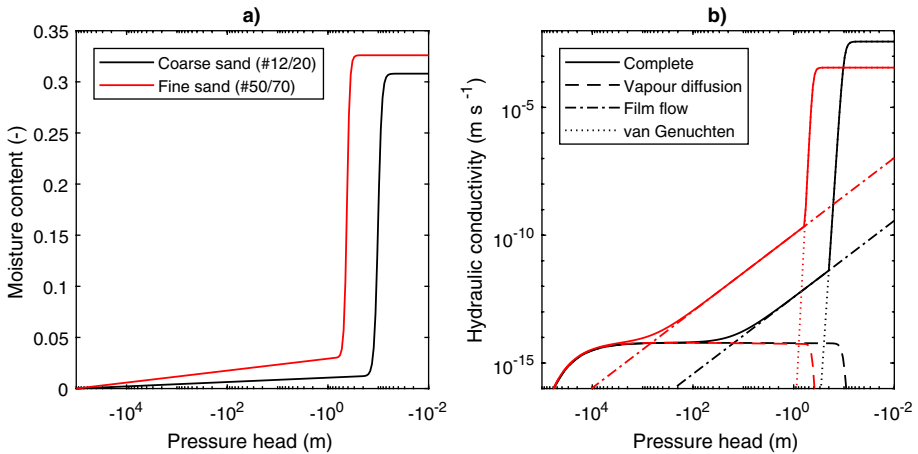 a)
0.35
0.3
0.25
0.2
0.15
0.1
0.05
0
Moisture content (-)
Coarse sand (#12/20)
Fine sand (#50/70)
-10^4
-10^2
-10^0
-10^-2
Pressure head (m)
b)
Hydraulic conductivity (m s^-1)
10^-5
10^-10
10^-15
Complete
Vapour diffusion
Film flow
van Genuchten
-10^4
-10^2
-10^0
-10^-2
Pressure head (m)